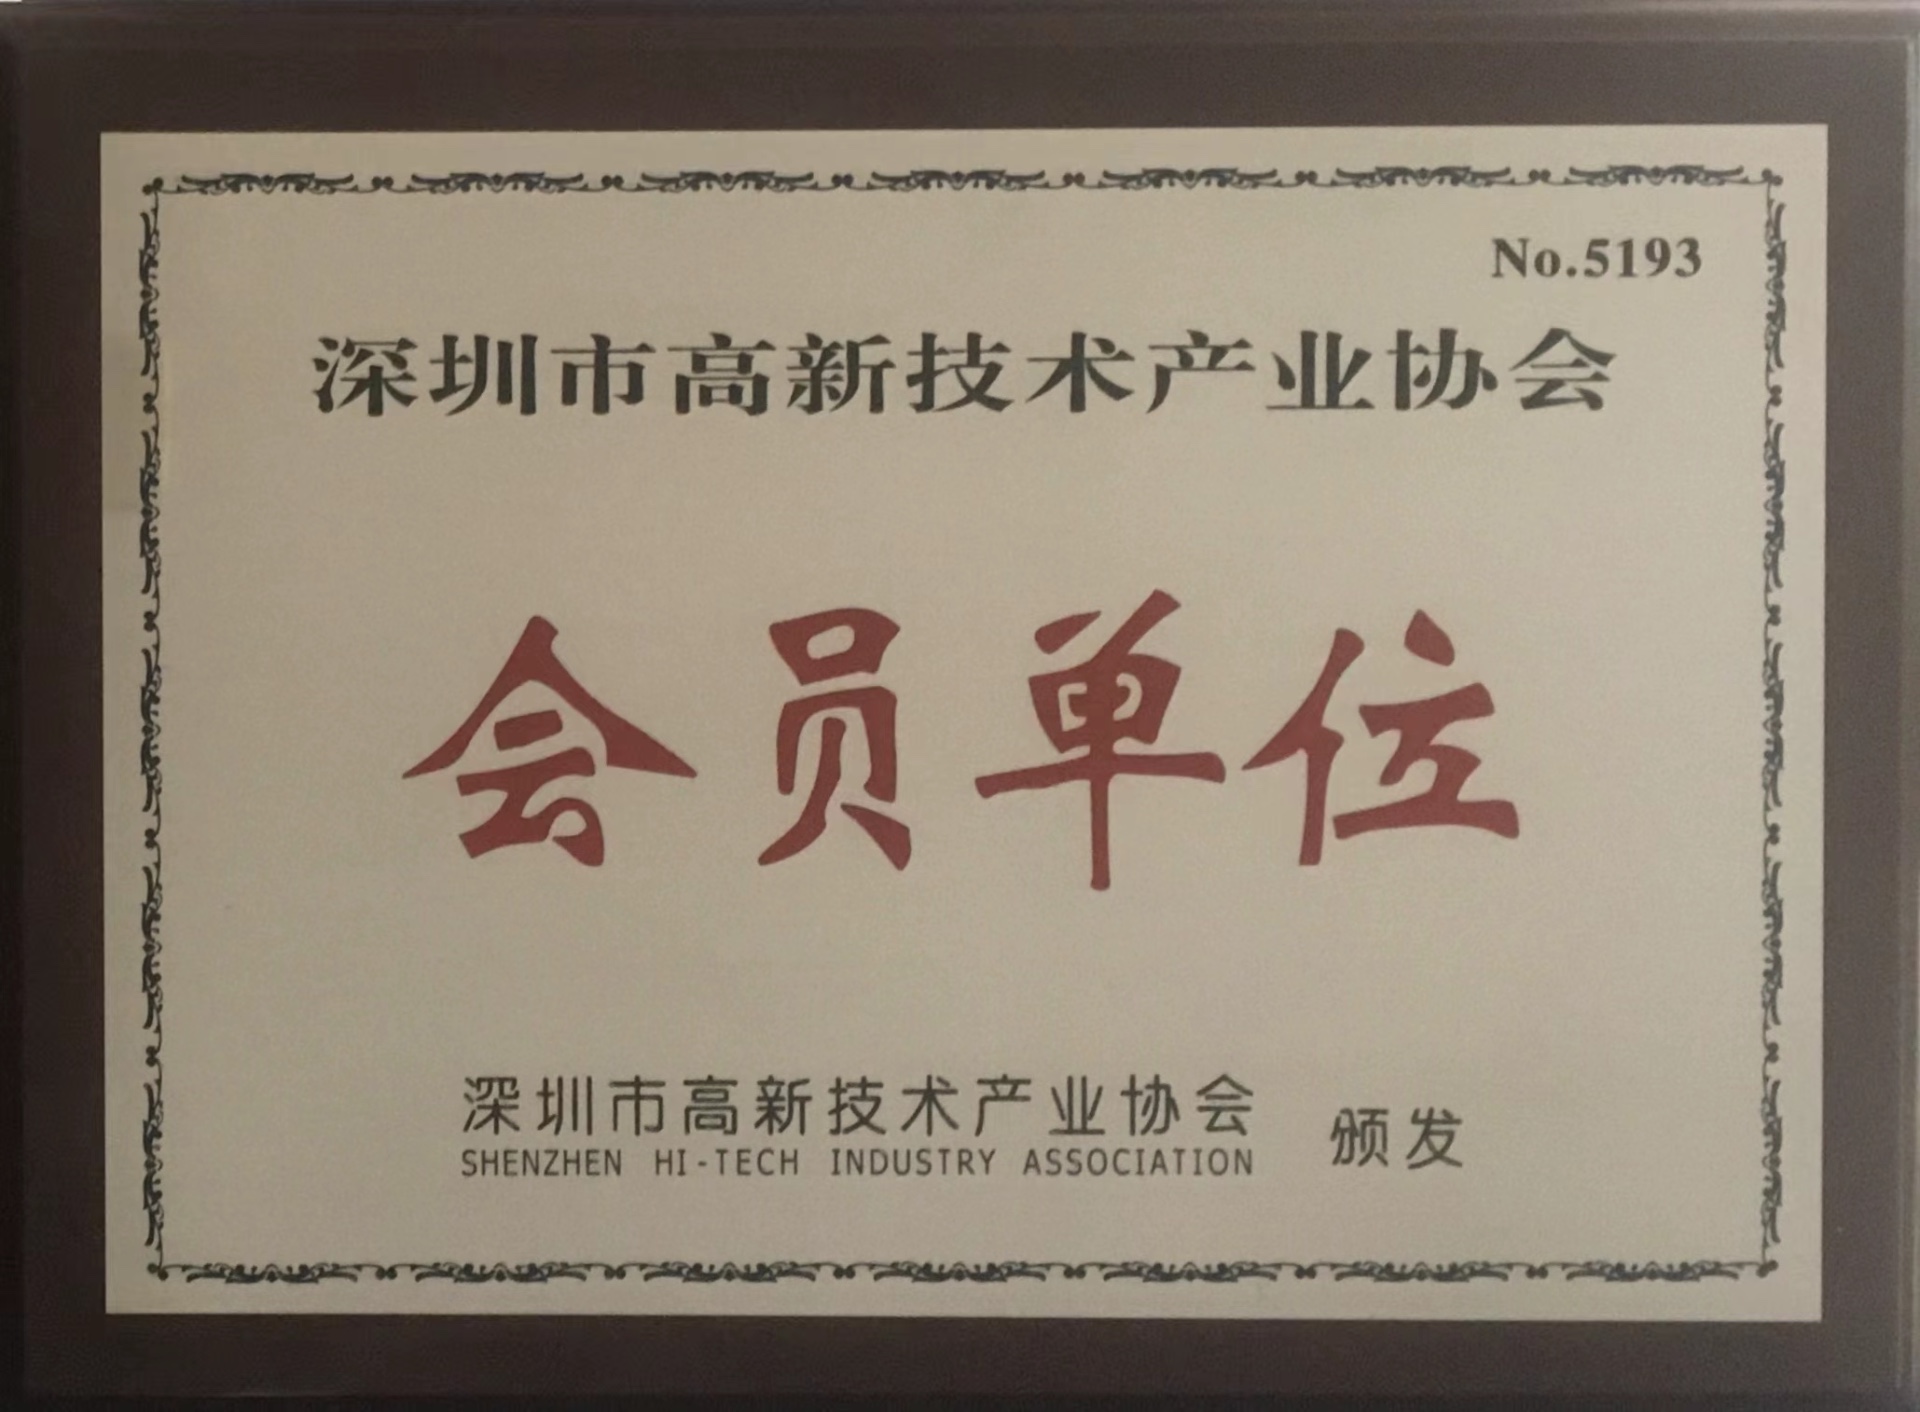 No.5193
深圳市高新技术产业协会
会员单位
深圳市高新技术产业协会 颁发
SHENZHEN HI-TECH INDUSTRY ASSOCIATION